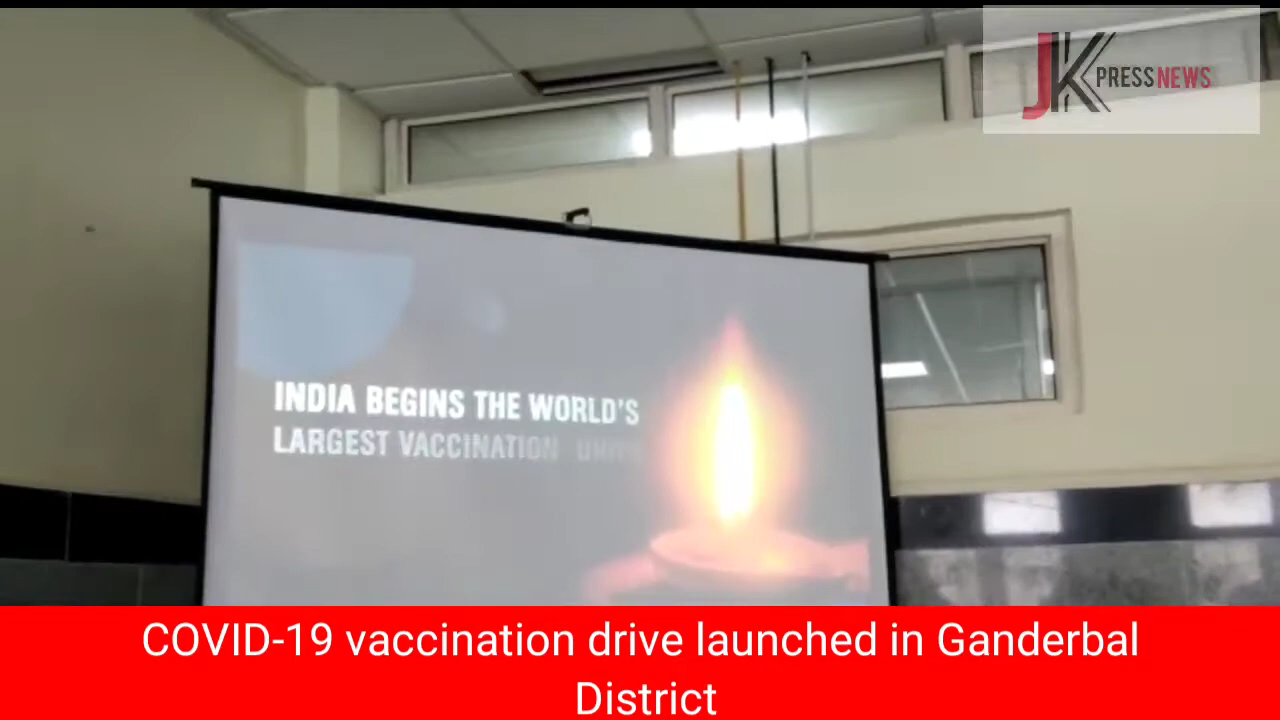 JK PRESS NEWS
INDIA BEGINS THE WORLD'S
LARGEST VACCINATION
COVID-19 vaccination drive launched in Ganderbal
District